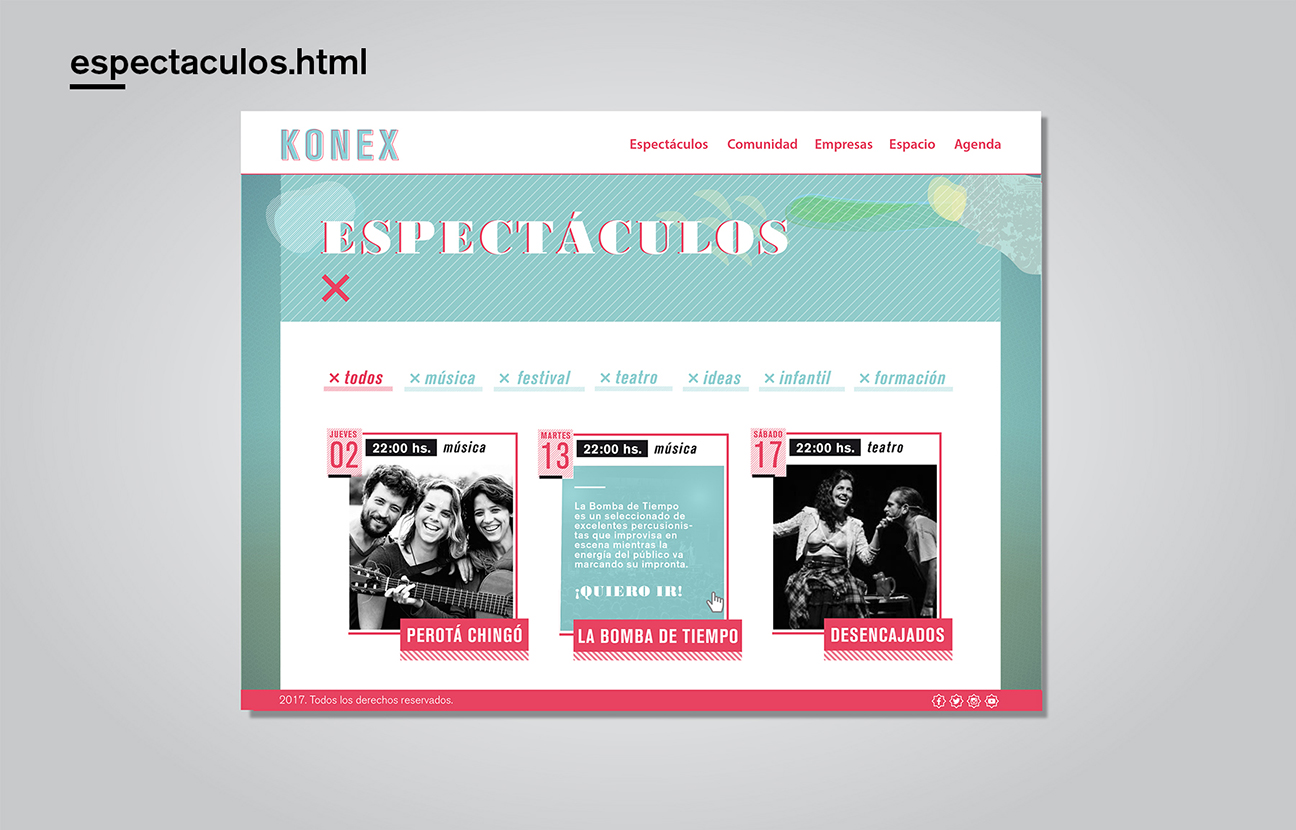 espectaculos.html
KONEX
Espectáculos Comunidad Empresas Espacio Agenda
ESPECTÁCULOS
todos música festival teatro ideas infantil formación
JUEVES
02
22:00 hs. música
PEROTÁ CHINGÓ
MARTES
13
22:00 hs. música
La Bomba de Tiempo
es un seleccionado de
excelentes percusionis-
tas que improvisa en
escena mientras la
energía del público va
marcando su impronta.
¡QUIERO IR!
LA BOMBA DE TIEMPO
SÁBADO
17
22:00 hs. teatro
DESENCAJADOS
2017. Todos los derechos reservados.